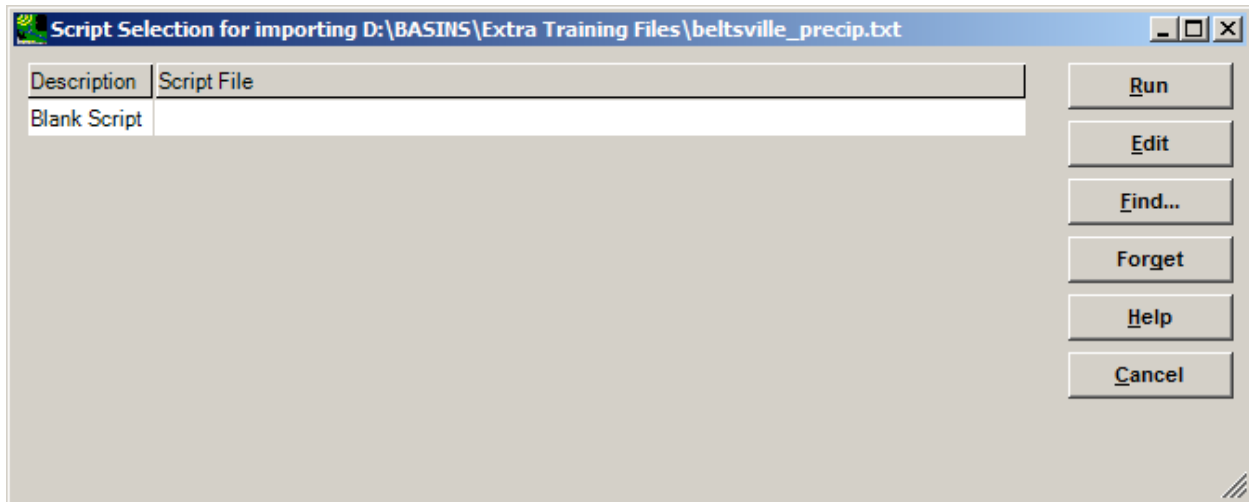 Script Selection for importing D:\BASINS\Extra Training Files\beltsville_precip.txt
Description Script File
Blank Script
Run
Edit
Find...
Forget
Help
Cancel